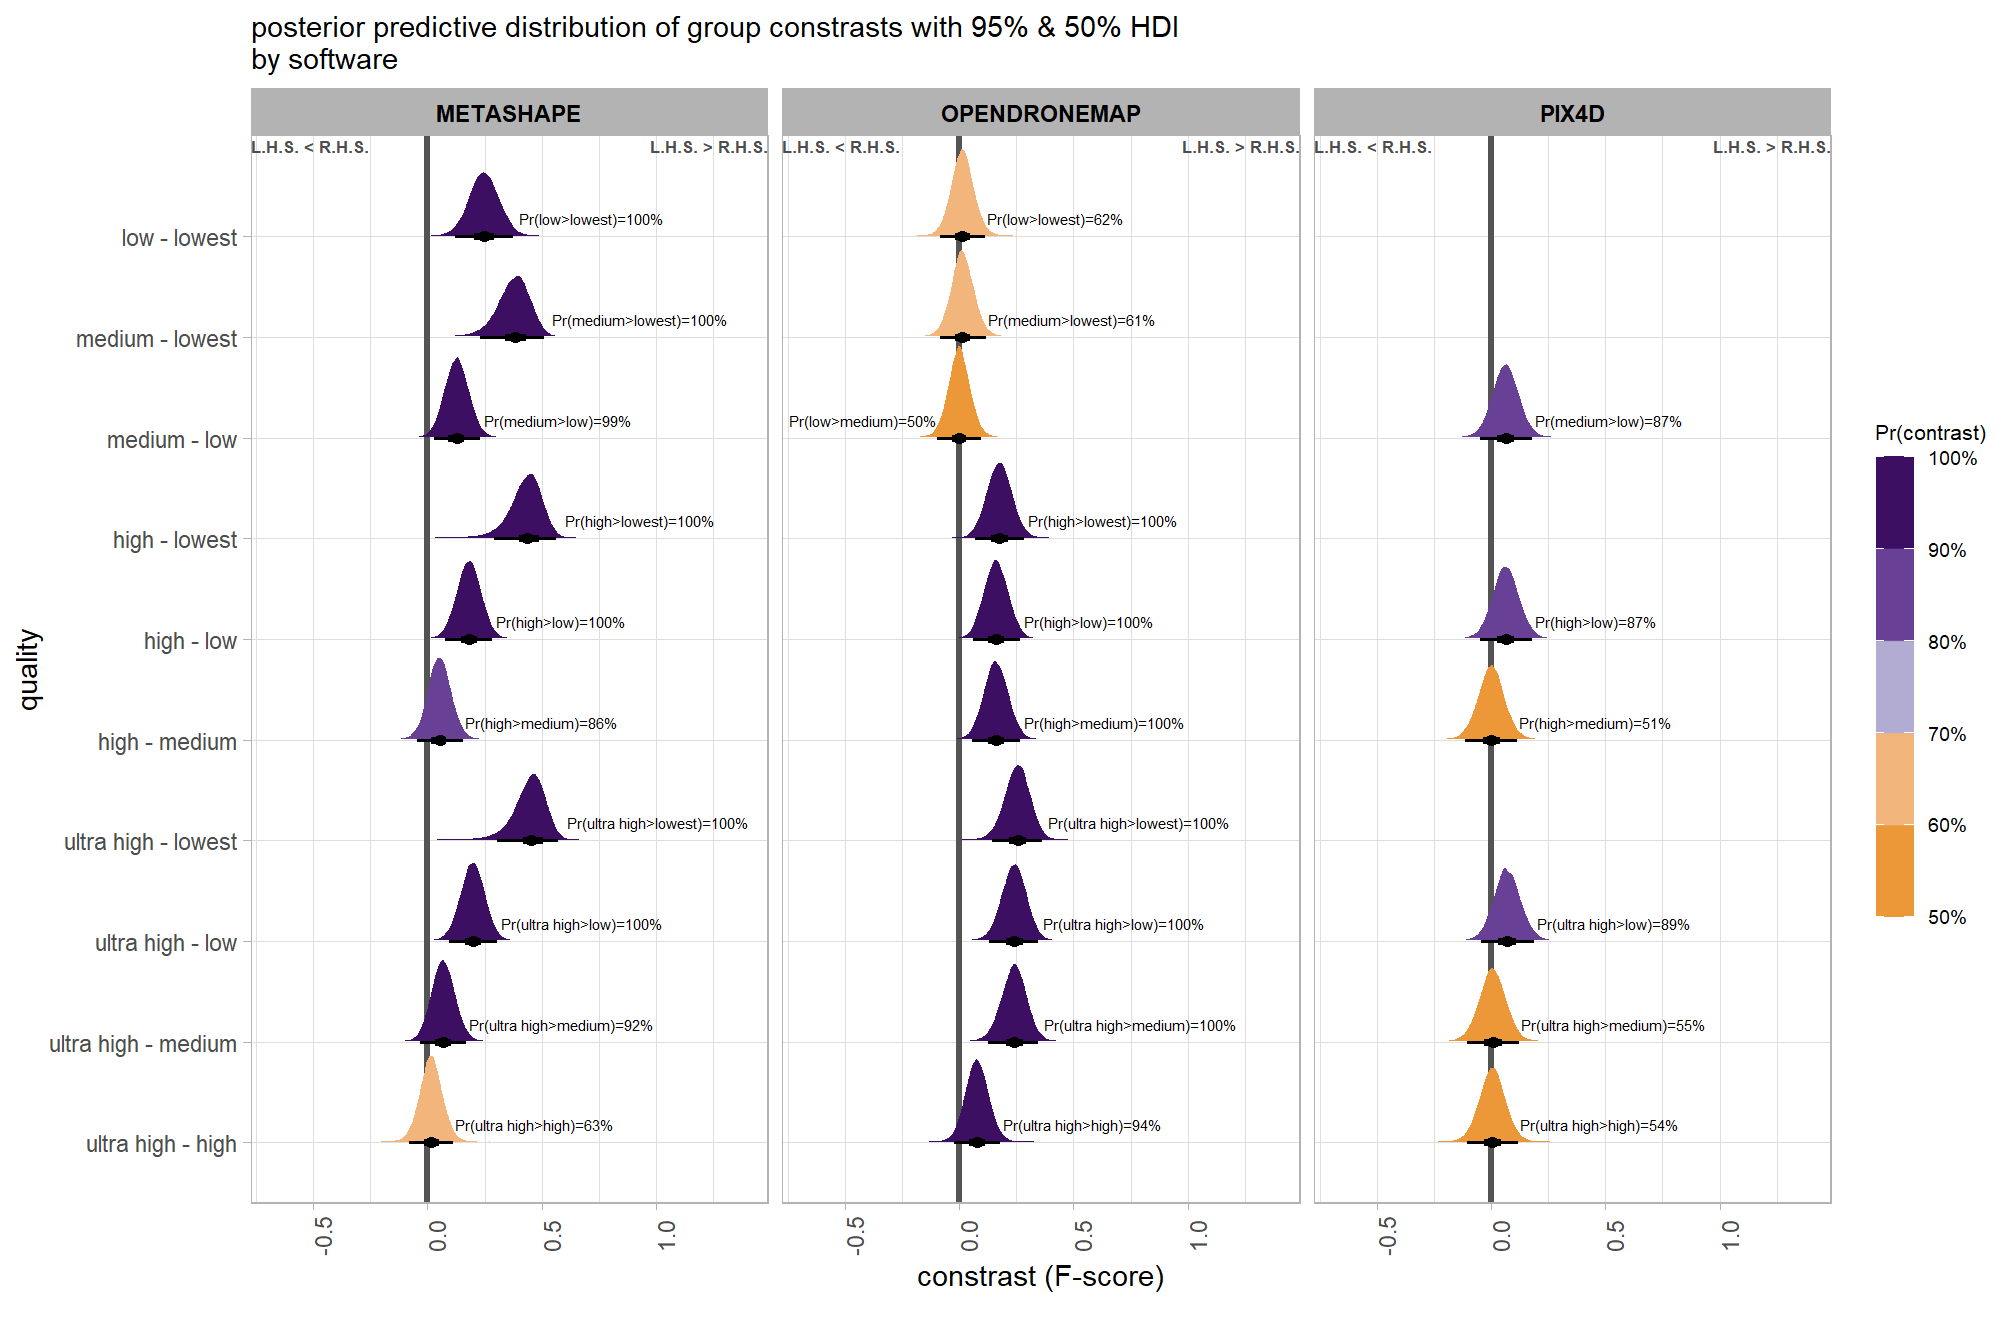 posterior predictive distribution of group constrasts with 95% & 50% HDI
by software
METASHAPE
OPENDRONEMAP
PIX4D
L.H.S. < R.H.S.
L.H.S. > R.H.S.
L.H.S. < R.H.S.
L.H.S. > R.H.S.
L.H.S. < R.H.S.
L.H.S. > R.H.S.
quality
low - lowest
Pr(low>lowest)=100%
Pr(low>lowest)=62%
medium - lowest
Pr(medium>lowest)=100%
Pr(medium>lowest)=61%
medium - low
Pr(medium>low)=99%
Pr(low>medium)=50%
Pr(medium>low)=87%
high - lowest
Pr(high>lowest)=100%
Pr(high>lowest)=100%
high - low
Pr(high>low)=100%
Pr(high>low)=100%
Pr(high>low)=87%
high - medium
Pr(high>medium)=86%
Pr(high>medium)=100%
Pr(high>medium)=51%
ultra high - lowest
Pr(ultra high>lowest)=100%
Pr(ultra high>lowest)=100%
ultra high - low
Pr(ultra high>low)=100%
Pr(ultra high>low)=100%
Pr(ultra high>low)=89%
ultra high - medium
Pr(ultra high>medium)=92%
Pr(ultra high>medium)=100%
Pr(ultra high>medium)=55%
ultra high - high
Pr(ultra high>high)=63%
Pr(ultra high>high)=94%
Pr(ultra high>high)=54%
-0.5
0.0
0.5
1.0
-0.5
0.0
0.5
1.0
-0.5
0.0
0.5
1.0
constrast (F-score)
Pr(contrast)
100%
90%
80%
70%
60%
50%